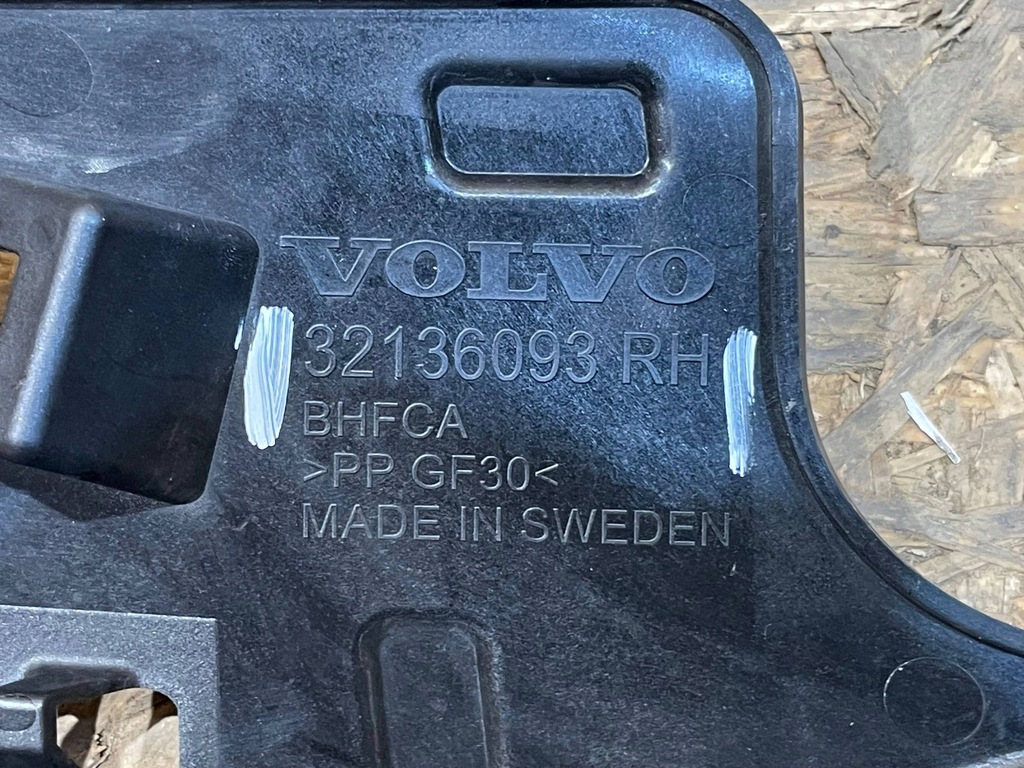 VOLVO
32136093 RH
BHFCA
>PP GF30<
MADE IN SWEDEN